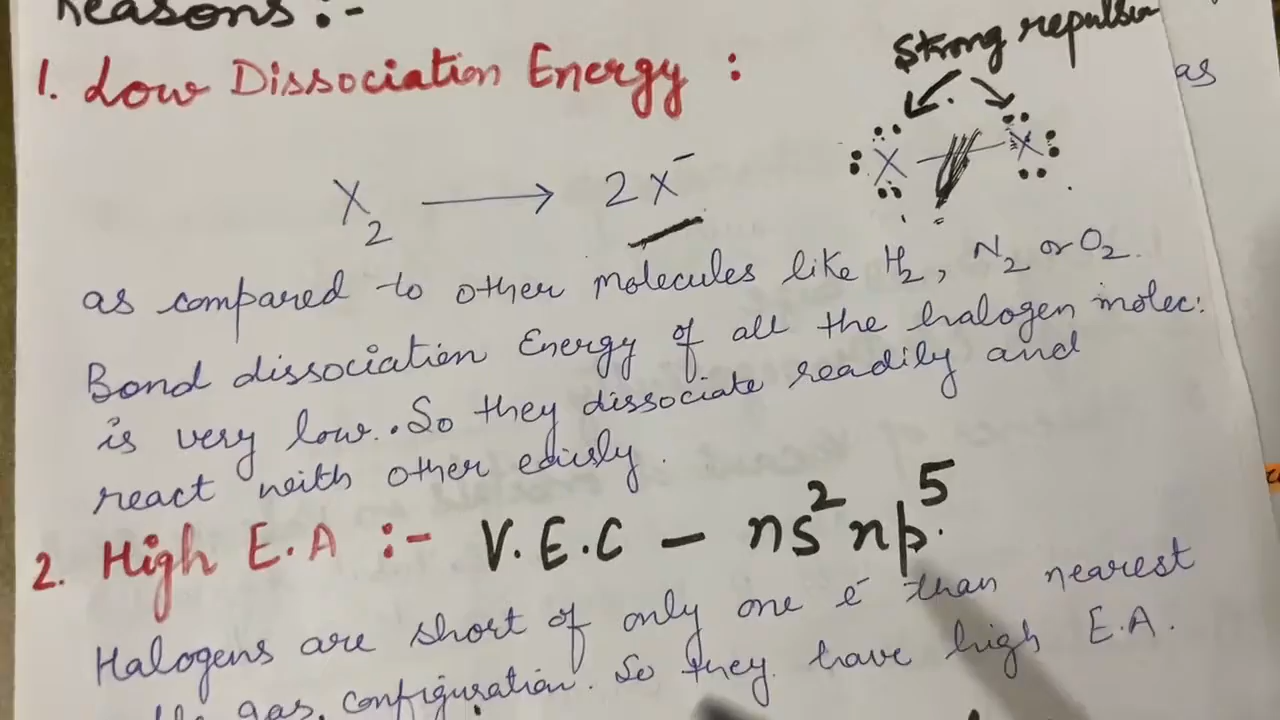 Reasons :-
Strong repulsion
1. Low Dissociation Energy :
as
X X
X₂ ⟶ 2X⁻
as compared to other molecules like H₂, N₂ or O₂.
Bond dissociation Energy of all the halogen molec:
is very low. So they dissociate readily and
react with other easily.
2. High E.A :- V.E.C – ns²np⁵
Halogens are short of only one e⁻ than nearest
gas configuration. So they have high E.A.